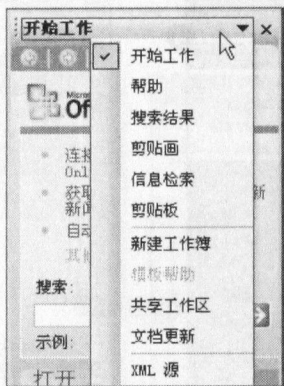 开始工作
开始工作
帮助
搜索结果
剪贴画
信息检索
剪贴板
新建工作簿
模板帮助
共享工作区
文档更新
XML 源
Of
连接
Onl
获取
新闻
新
自动
其他
搜索:
示例:
打开